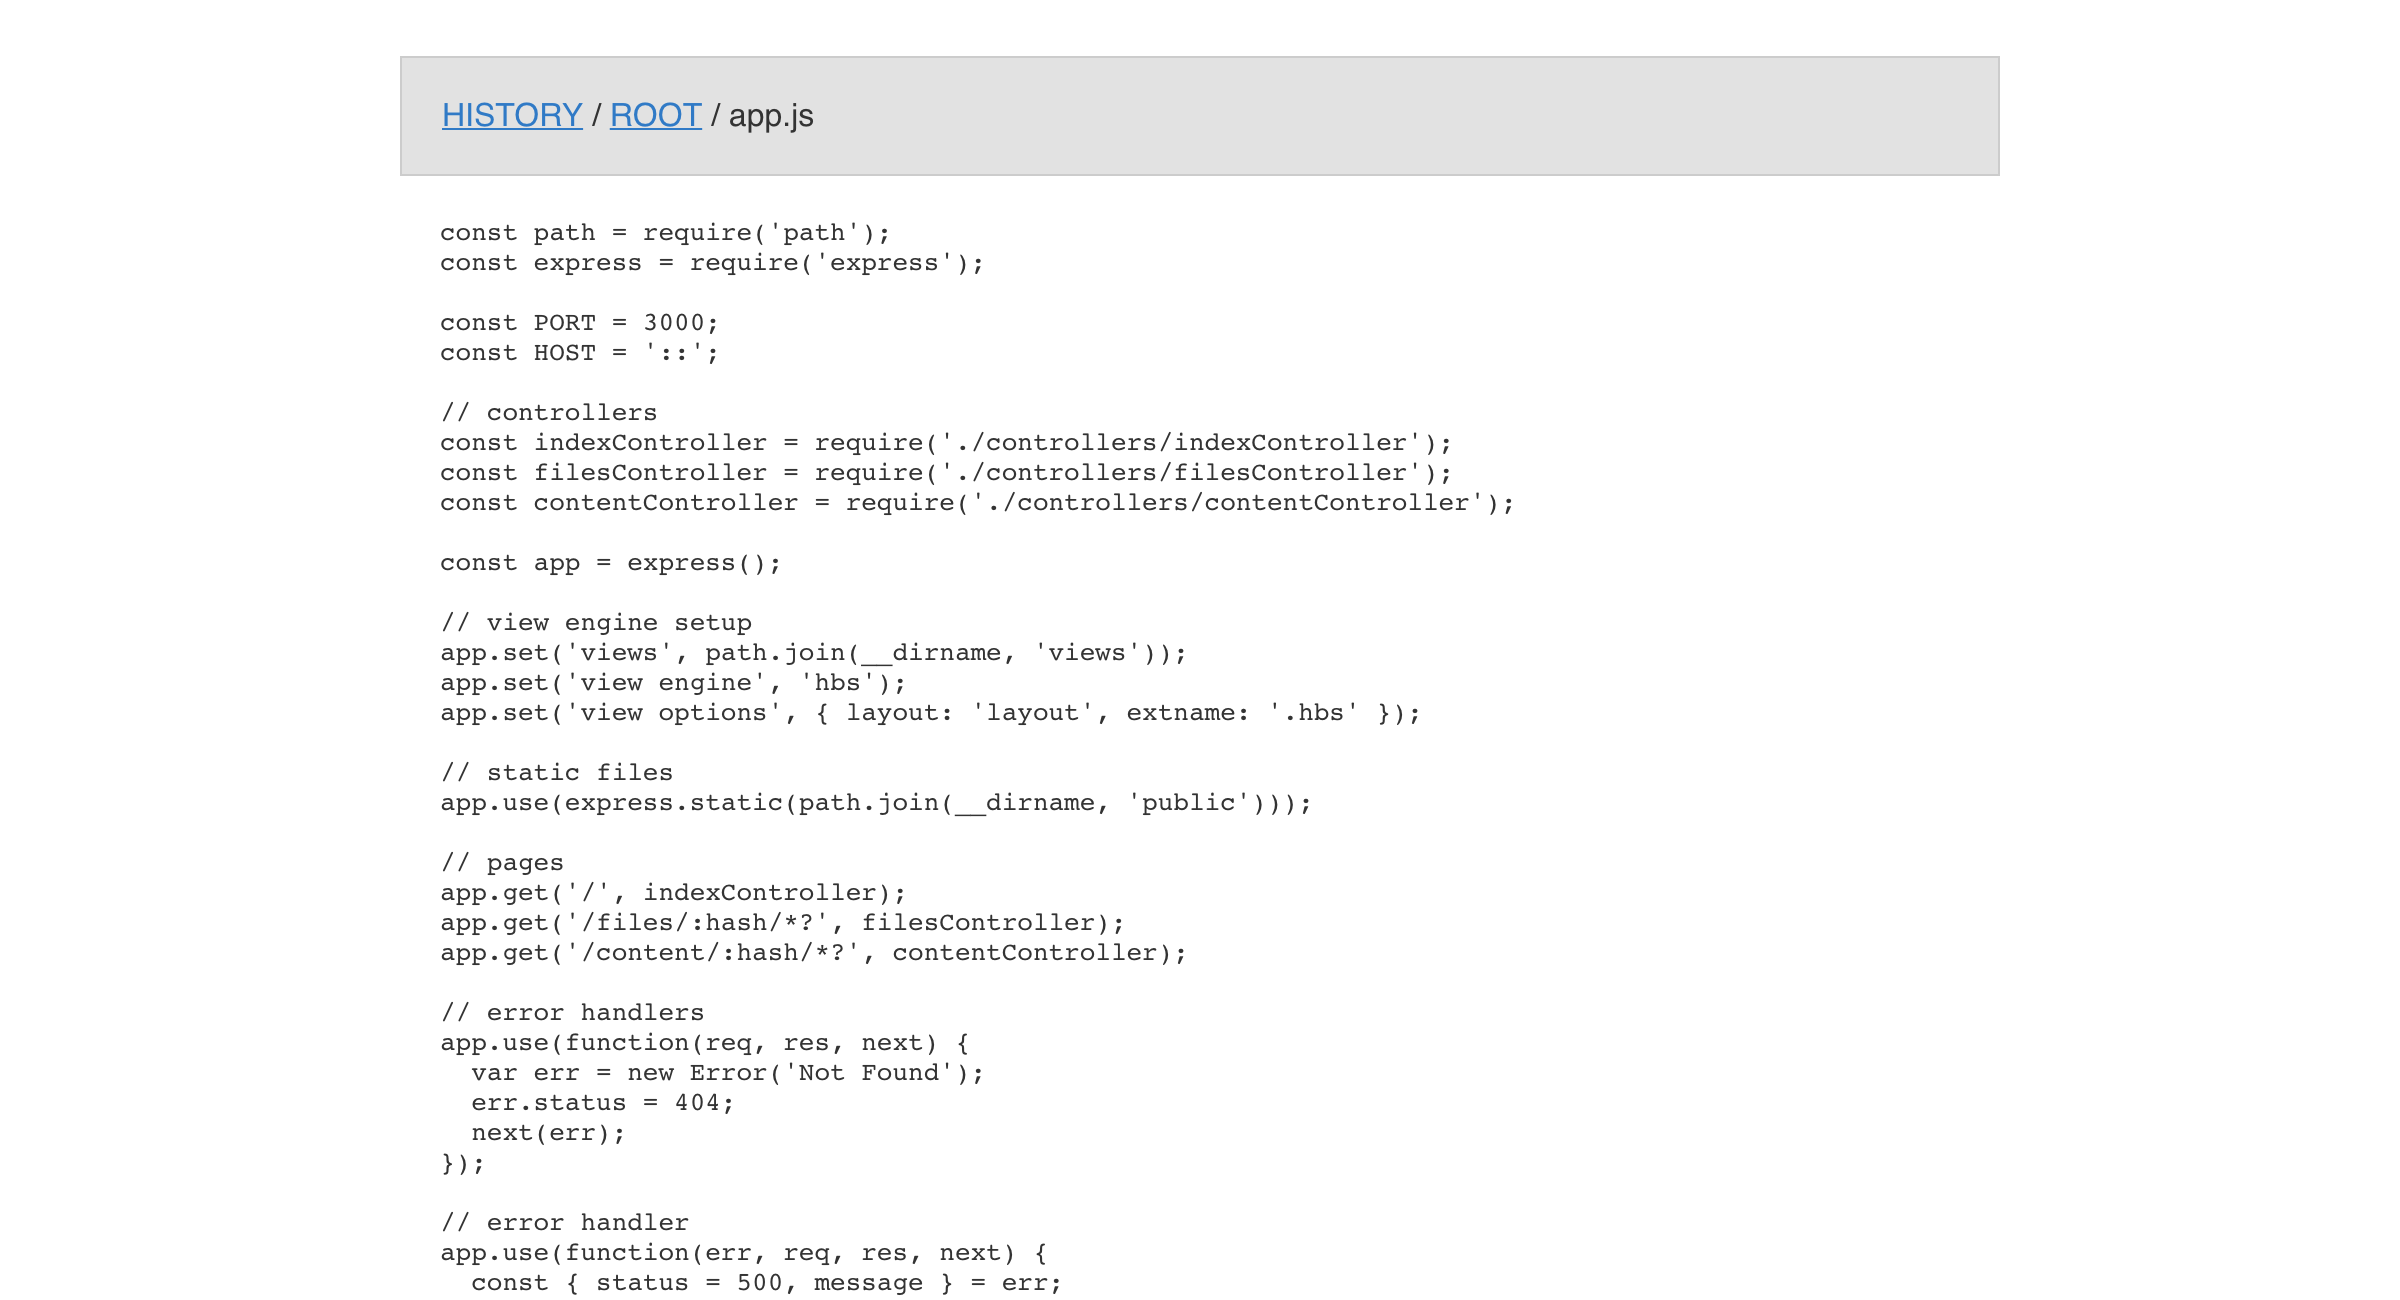 HISTORY / ROOT / app.js
const path = require('path');
const express = require('express');
const PORT = 3000;
const HOST = '::';
// controllers
const indexController = require('./controllers/indexController');
const filesController = require('./controllers/filesController');
const contentController = require('./controllers/contentController');
const app = express();
// view engine setup
app.set('views', path.join(__dirname, 'views'));
app.set('view engine', 'hbs');
app.set('view options', { layout: 'layout', extname: '.hbs' });
// static files
app.use(express.static(path.join(__dirname, 'public')));
// pages
app.get('/', indexController);
app.get('/files/:hash/*?', filesController);
app.get('/content/:hash/*?', contentController);
// error handlers
app.use(function(req, res, next) {
  var err = new Error('Not Found');
  err.status = 404;
  next(err);
});
// error handler
app.use(function(err, req, res, next) {
  const { status = 500, message } = err;